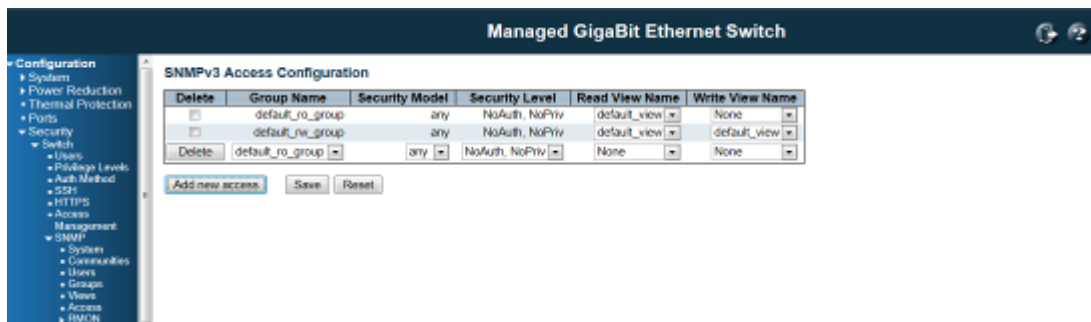 Managed GigaBit Ethernet Switch
Configuration
System
Power Reduction
Thermal Protection
Ports
Security
Switch
Users
Privilege Levels
Auth Method
SSH
HTTPS
Access
Management
SNMP
System
Communities
Users
Groups
Views
Access
RMON
SNMPv3 Access Configuration
Delete Group Name Security Model Security Level Read View Name Write View Name
default_ro_group any NoAuth, NoPriv default_view None
default_rw_group any NoAuth, NoPriv default_view default_view
Delete default_ro_group any NoAuth, NoPriv None None
Add new access Save Reset